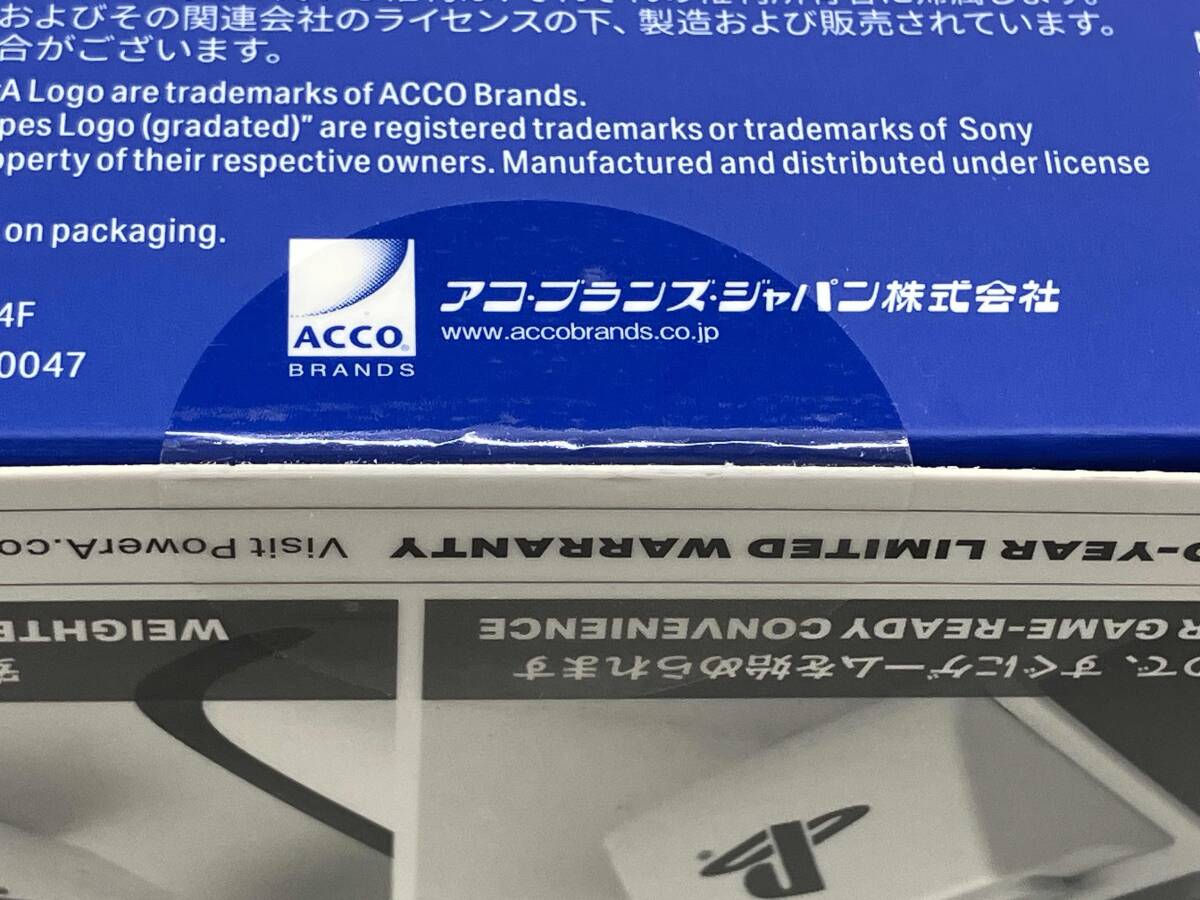 およびその関連会社のライセンスの下、製造および販売されています。
合がございます。
A Logo are trademarks of ACCO Brands.
pes Logo (gradated)” are registered trademarks or trademarks of Sony
operty of their respective owners. Manufactured and distributed under license
on packaging.
4F
0047
ACCO
BRANDS
アコ・ブランズ・ジャパン株式会社
www.accobrands.co.jp
-YEAR LIMITED WARRANTY Visit PowerA.co
R GAME-READY CONVENIENCE
で、すぐにゲームを始められます
WEIGHTE